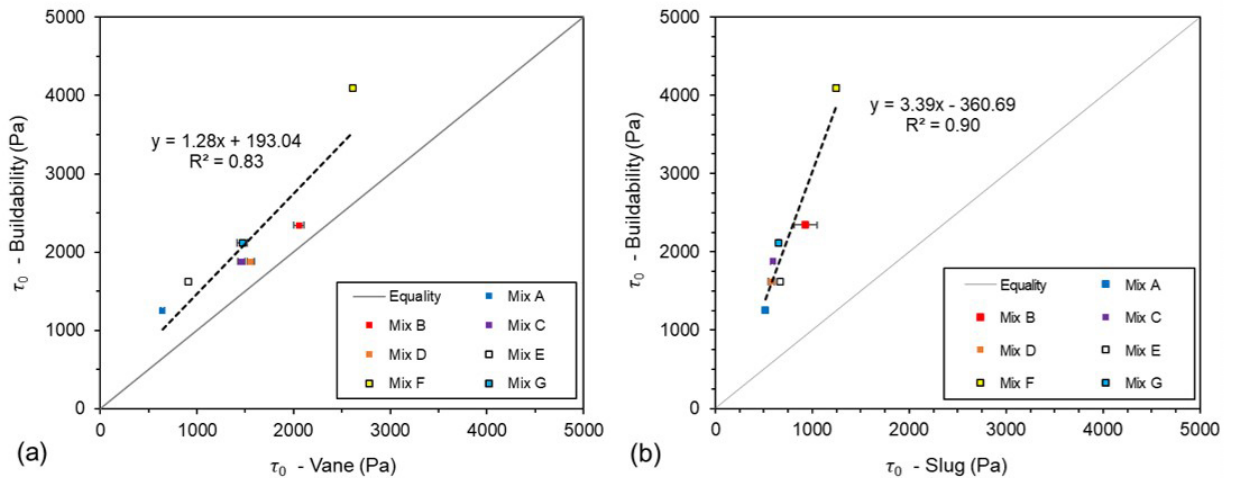 5000
4000
3000
2000
1000
0
τ0 - Buildability (Pa)
y = 1.28x + 193.04
R² = 0.83
Equality
Mix A
Mix B
Mix C
Mix D
Mix E
Mix F
Mix G
0 1000 2000 3000 4000 5000
(a)
τ0 - Vane (Pa)
5000
4000
3000
2000
1000
0
τ0 - Buildability (Pa)
y = 3.39x - 360.69
R² = 0.90
Equality
Mix A
Mix B
Mix C
Mix D
Mix E
Mix F
Mix G
0 1000 2000 3000 4000 5000
(b)
τ0 - Slug (Pa)